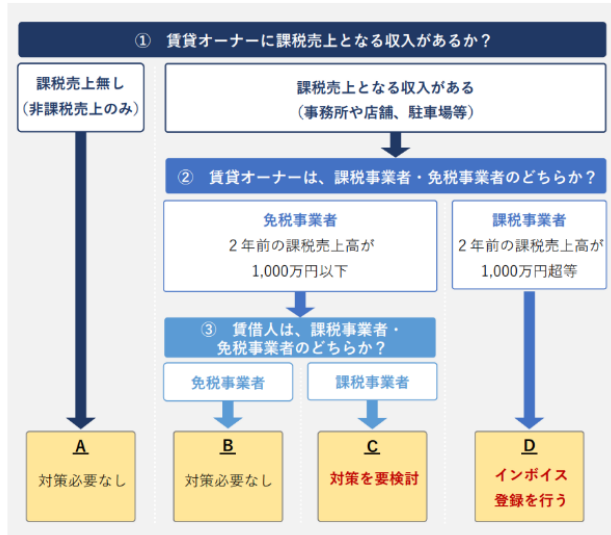 ① 賃貸オーナーに課税売上となる収入があるか？
課税売上無し
（非課税売上のみ）
課税売上となる収入がある
（事務所や店舗、駐車場等）
② 賃貸オーナーは、課税事業者・免税事業者のどちらか？
免税事業者
２年前の課税売上高が
1,000万円以下
課税事業者
２年前の課税売上高が
1,000万円超等
③ 賃借人は、課税事業者・
免税事業者のどちらか？
免税事業者
課税事業者
A
対策必要なし
B
対策必要なし
C
対策を要検討
D
インボイス
登録を行う